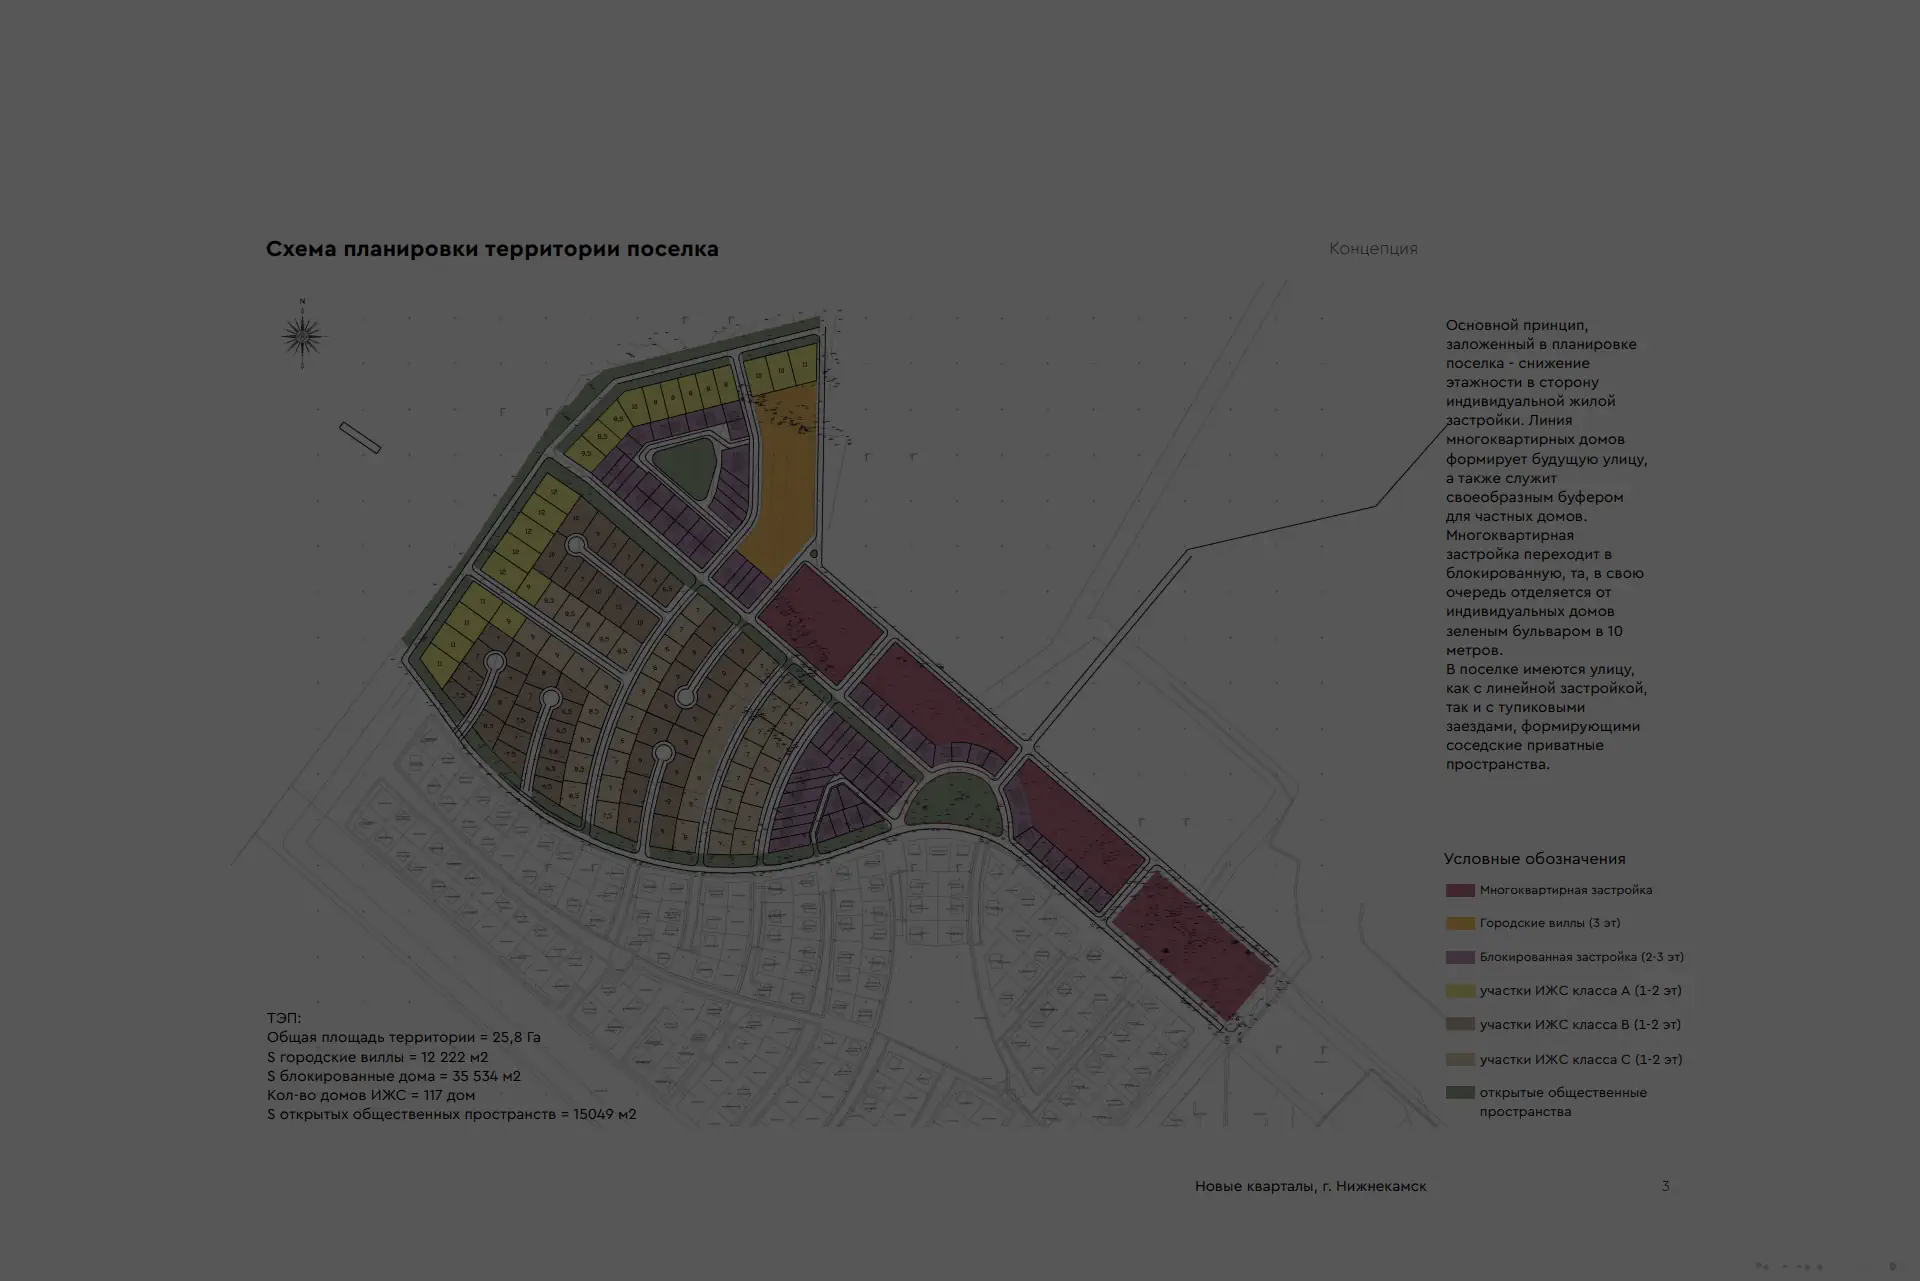 Схема планировки территории поселка
Концепция
N
Основной принцип,
заложенный в планировке
поселка - снижение
этажности в сторону
индивидуальной жилой
застройки. Линия
многоквартирных домов
формирует будущую улицу,
а также служит
своеобразным буфером
для частных домов.
Многоквартирная
застройка переходит в
блокированную, та, в свою
очередь отделяется от
индивидуальных домов
зеленым бульваром в 10
метров.
В поселке имеются улицу,
как с линейной застройкой,
так и с тупиковыми
заездами, формирующими
соседские приватные
пространства.
Условные обозначения
Многоквартирная застройка
Городские виллы (3 эт)
Блокированная застройка (2-3 эт)
участки ИЖС класса А (1-2 эт)
участки ИЖС класса В (1-2 эт)
участки ИЖС класса С (1-2 эт)
открытые общественные
пространства
ТЭП:
Общая площадь территории = 25,8 Га
S городские виллы = 12 222 м2
S блокированные дома = 35 534 м2
Кол-во домов ИЖС = 117 дом
S открытых общественных пространств = 15049 м2
Новые кварталы, г. Нижнекамск
3